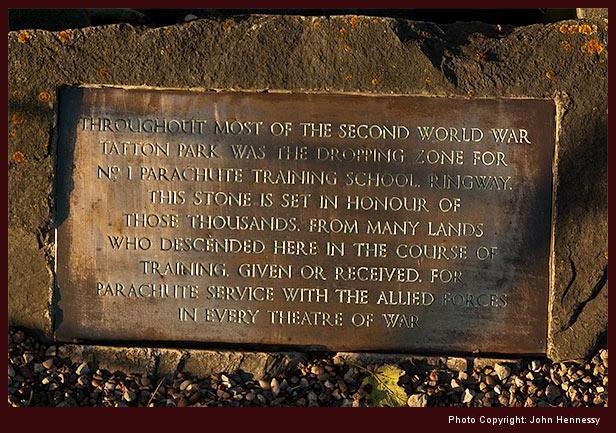 THROUGHOUT MOST OF THE SECOND WORLD WAR
TATTON PARK WAS THE DROPPING ZONE FOR
No. 1 PARACHUTE TRAINING SCHOOL, RINGWAY.
THIS STONE IS SET IN HONOUR OF
THOSE THOUSANDS, FROM MANY LANDS
WHO DESCENDED HERE IN THE COURSE OF
TRAINING, GIVEN OR RECEIVED, FOR
PARACHUTE SERVICE WITH THE ALLIED FORCES
IN EVERY THEATRE OF WAR
Photo Copyright: John Hennessy